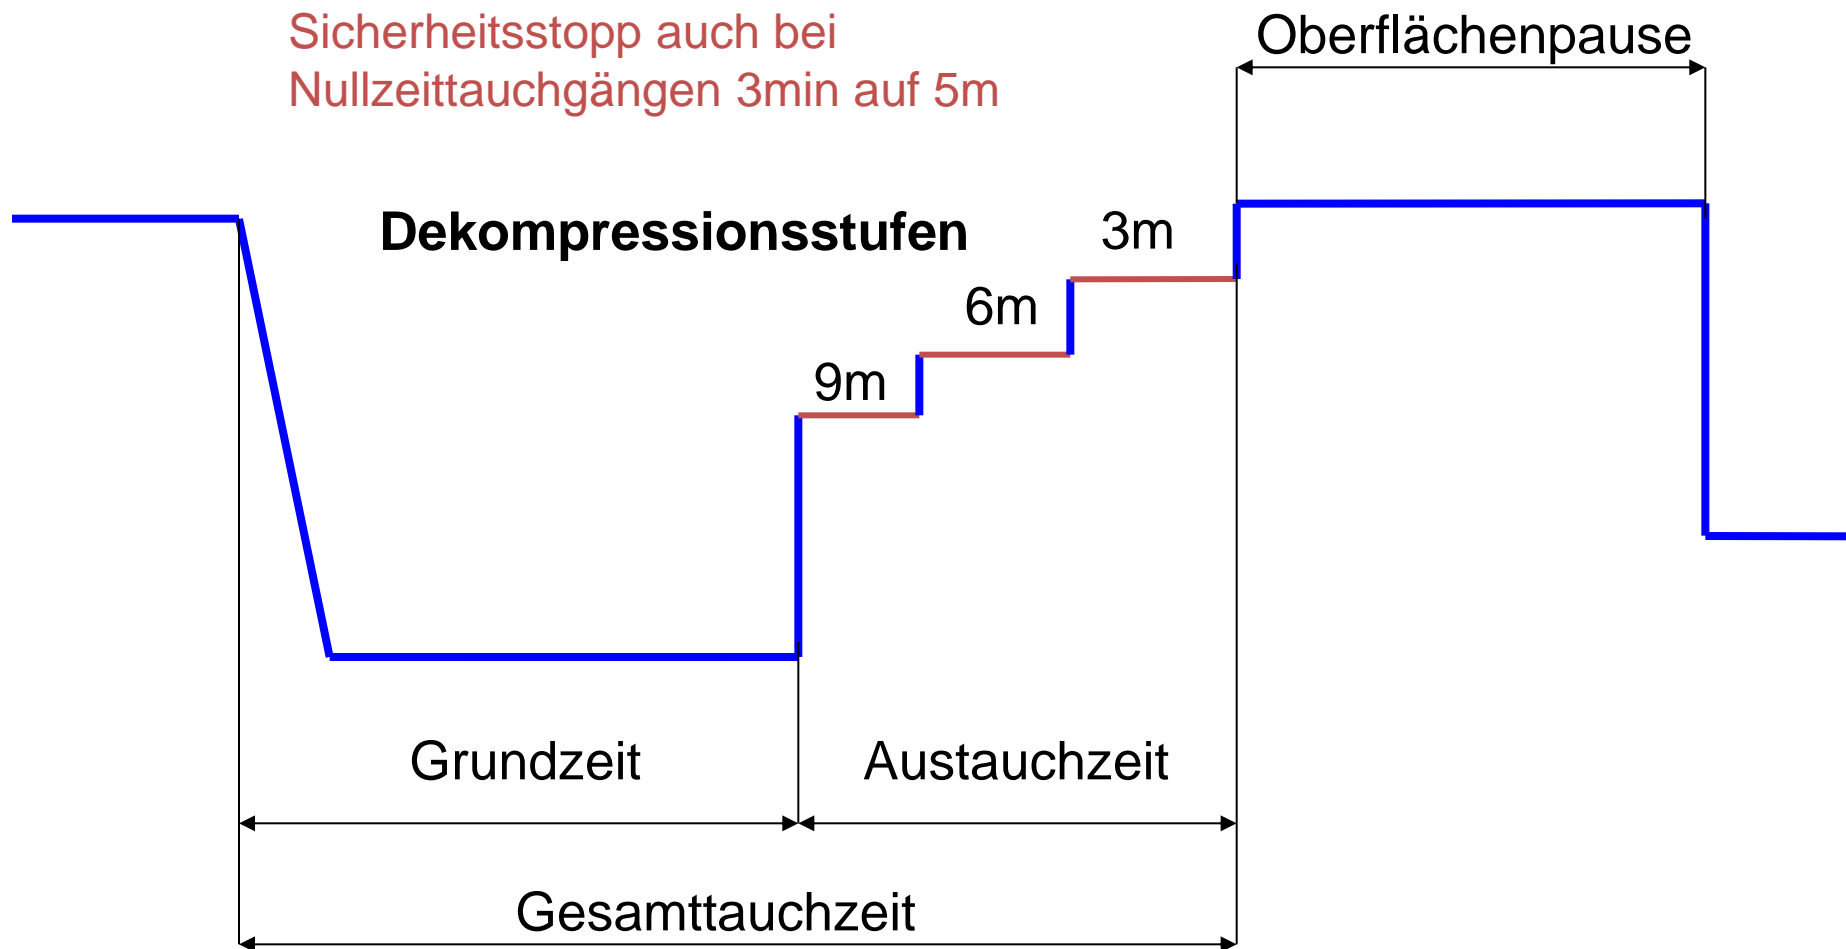 Sicherheitsstopp auch bei
Nullzeittauchgängen 3min auf 5m
Oberflächenpause
Dekompressionsstufen
3m
6m
9m
Grundzeit
Austauchzeit
Gesamttauchzeit